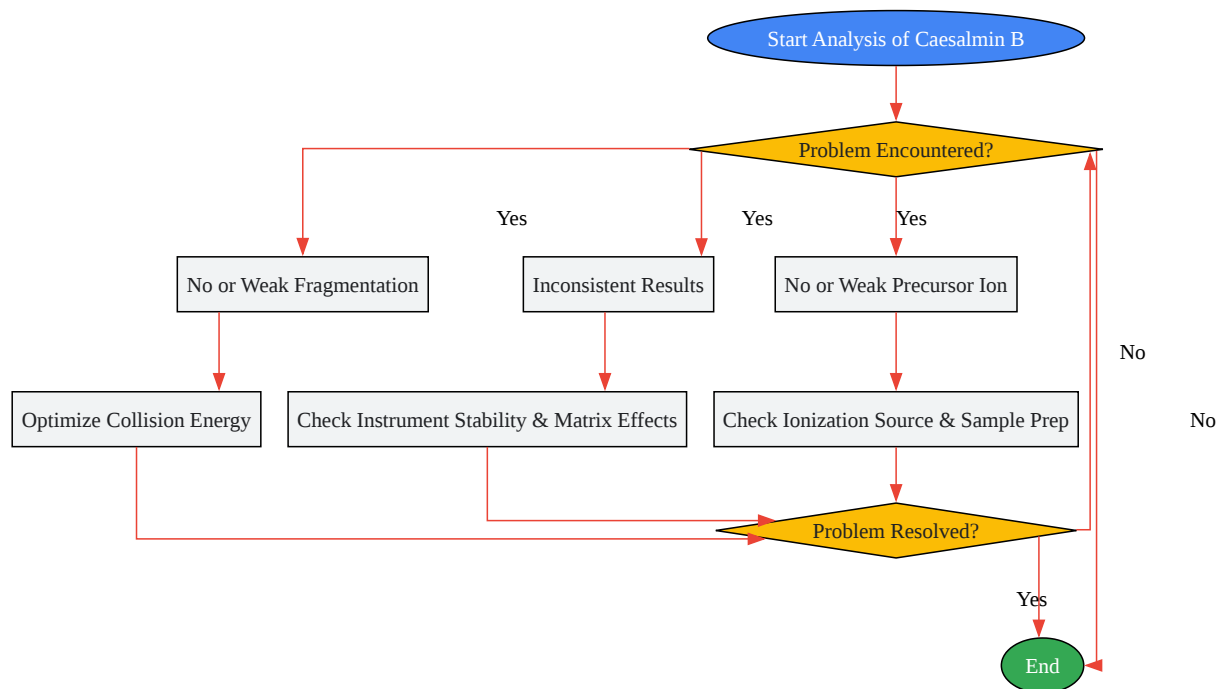 Start Analysis of Caesalmin B
Problem Encountered?
Yes
Yes
Yes
No or Weak Fragmentation
Inconsistent Results
No or Weak Precursor Ion
No
Optimize Collision Energy
Check Instrument Stability & Matrix Effects
Check Ionization Source & Sample Prep
No
Problem Resolved?
Yes
End